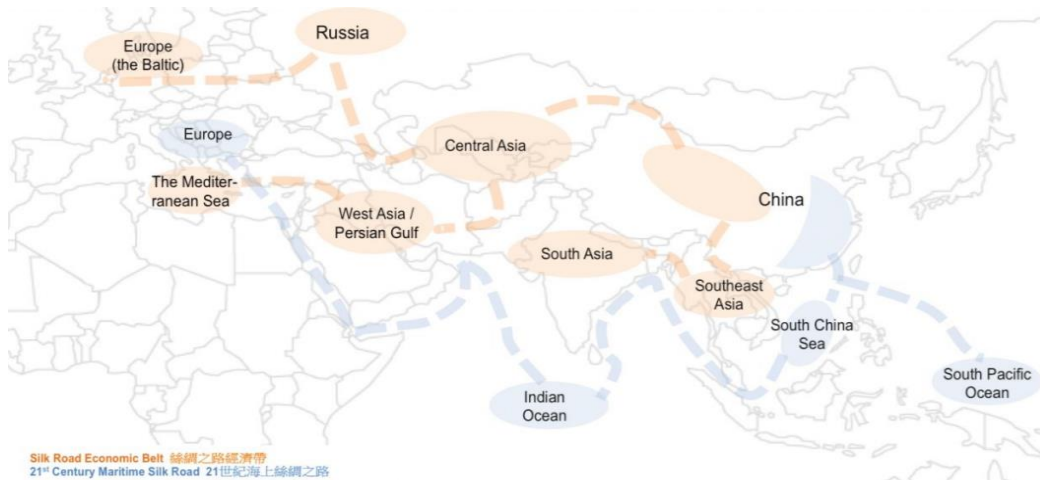 Europe
(the Baltic)
Russia
Europe
Central Asia
The Mediter-
ranean Sea
West Asia /
Persian Gulf
China
South Asia
Southeast
Asia
South China
Sea
Indian
Ocean
South Pacific
Ocean
Silk Road Economic Belt 絲綢之路經濟帶
21st Century Maritime Silk Road 21世紀海上絲綢之路